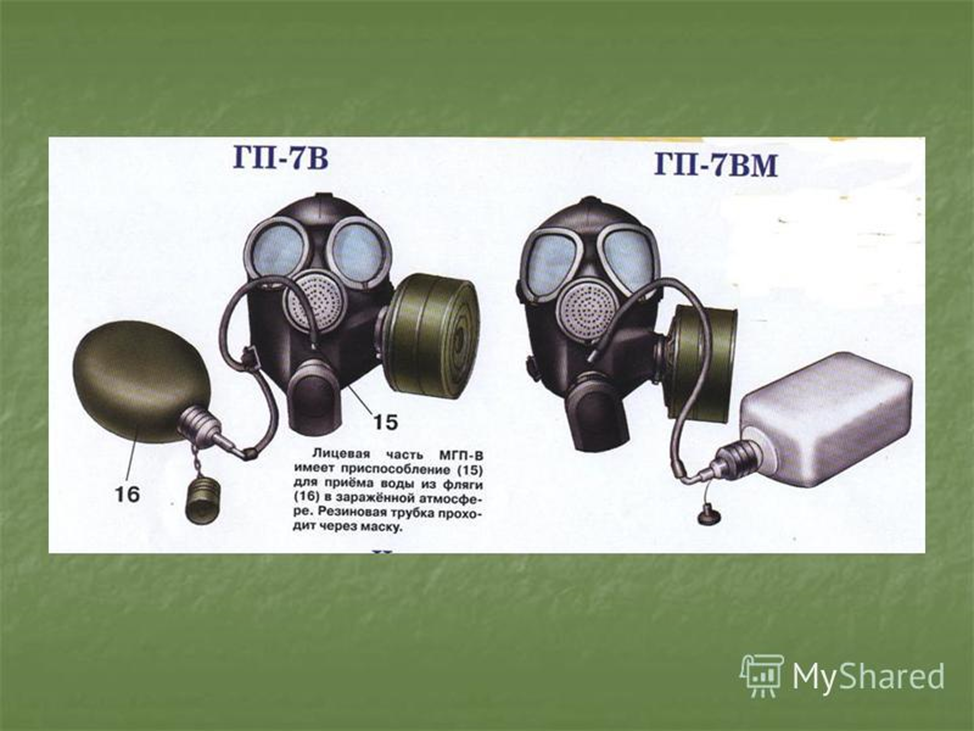 ГП-7В
ГП-7ВМ
15
16
Лицевая часть МГП-В
имеет приспособление (15)
для приёма воды из фляги
(16) в заражённой атмосфе-
ре. Резиновая трубка прохо-
дит через маску.
MyShared